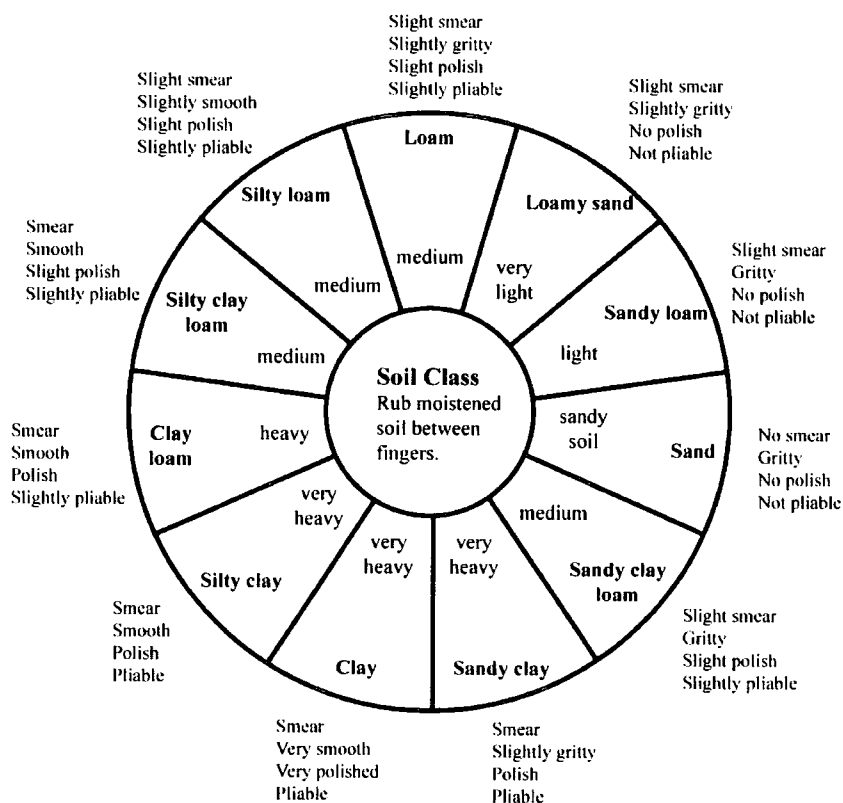 Slight smear
Slightly gritty
Slight polish
Slightly pliable
Slight smear
Slightly smooth
Slight polish
Slightly pliable
Slight smear
Slightly gritty
No polish
Not pliable
Loam
medium
Silty loam
medium
Loamy sand
very
light
Smear
Smooth
Slight polish
Slightly pliable
Silty clay
loam
medium
Slight smear
Gritty
No polish
Not pliable
Sandy loam
light
Soil Class
Rub moistened
soil between
fingers.
Smear
Smooth
Polish
Slightly pliable
Clay
loam
heavy
sandy
soil
Sand
No smear
Gritty
No polish
Not pliable
very
heavy
Silty clay
very
heavy
Clay
very
heavy
Sandy clay
medium
Sandy clay
loam
Smear
Smooth
Polish
Pliable
Slight smear
Gritty
Slight polish
Slightly pliable
Smear
Very smooth
Very polished
Pliable
Smear
Slightly gritty
Polish
Pliable